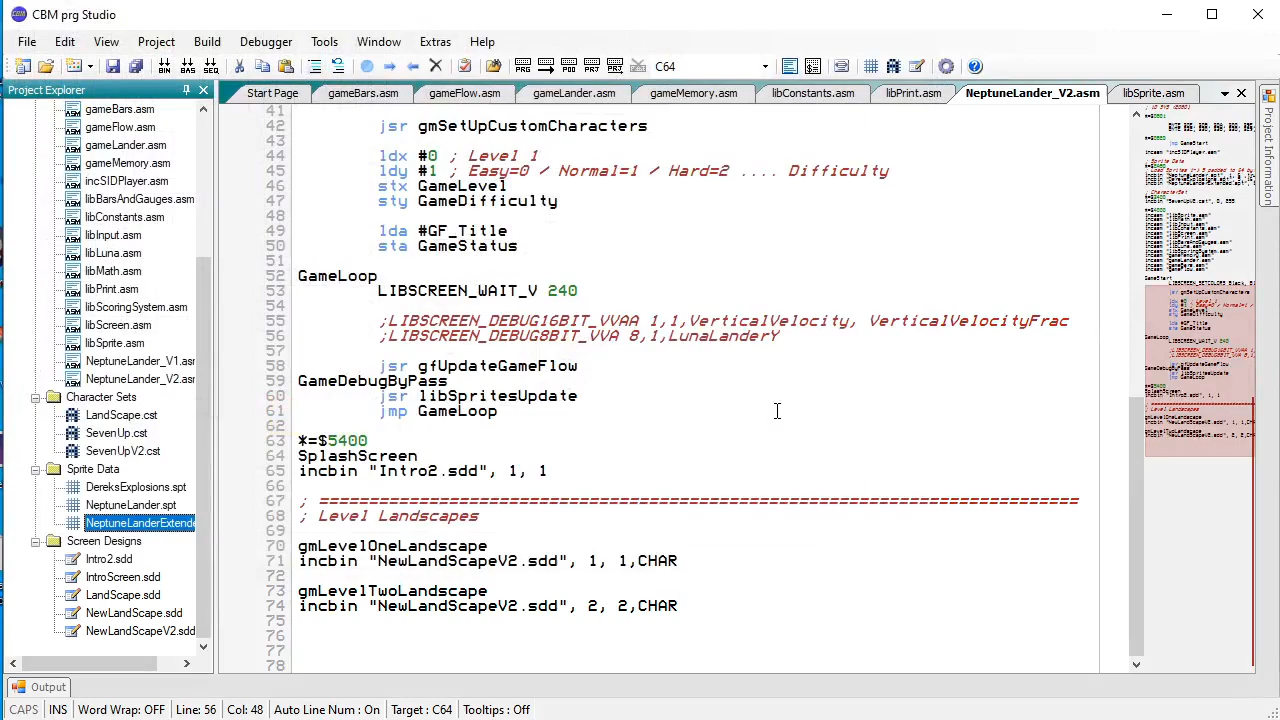 CBM prg Studio
File Edit View Project Build Debugger Tools Window Extras Help
BIN BAS SEQ PRG C64
Project Explorer
Start Page gameBars.asm gameFlow.asm gameLander.asm gameMemory.asm libConstants.asm libPrint.asm NeptuneLander_V2.asm libSprite.asm
gameBars.asm
gameFlow.asm
gameLander.asm
gameMemory.asm
incSIDPlayer.asm
libBarsAndGauges.asm
libConstants.asm
libInput.asm
libLuna.asm
libMath.asm
libPrint.asm
libScoringSystem.asm
libScreen.asm
libSprite.asm
NeptuneLander_V1.asm
NeptuneLander_V2.asm
Character Sets
LandScape.cst
SevenUp.cst
SevenUpV2.cst
Sprite Data
DereksExplosions.spt
NeptuneLander.spt
NeptuneLanderExtende
Screen Designs
Intro2.sdd
IntroScreen.sdd
LandScape.sdd
NewLandScape.sdd
NewLandScapeV2.sdd
41
42 jsr gmSetUpCustomCharacters
43
44 ldx #0 ; Level 1
45 ldy #1 ; Easy=0 / Normal=1 / Hard=2 .... Difficulty
46 stx GameLevel
47 sty GameDifficulty
48
49 lda #GF_Title
50 sta GameStatus
51
52 GameLoop
53 LIBSCREEN_WAIT_V 240
54
55 ;LIBSCREEN_DEBUG16BIT_VVAA 1,1,VerticalVelocity, VerticalVelocityFrac
56 ;LIBSCREEN_DEBUG8BIT_VVA 8,1,LunaLanderY
57
58 jsr gfUpdateGameFlow
59 GameDebugByPass
60 jsr libSpritesUpdate
61 jmp GameLoop
62
63 *=$5400
64 SplashScreen
65 incbin "Intro2.sdd", 1, 1
66
67 ; ============================================================================
68 ; Level Landscapes
69
70 gmLevelOneLandscape
71 incbin "NewLandScapeV2.sdd", 1, 1,CHAR
72
73 gmLevelTwoLandscape
74 incbin "NewLandScapeV2.sdd", 2, 2,CHAR
75
76
77
78
Project Information
Output
CAPS INS Word Wrap: OFF Line: 56 Col: 48 Auto Line Num : On Target : C64 Tooltips : Off